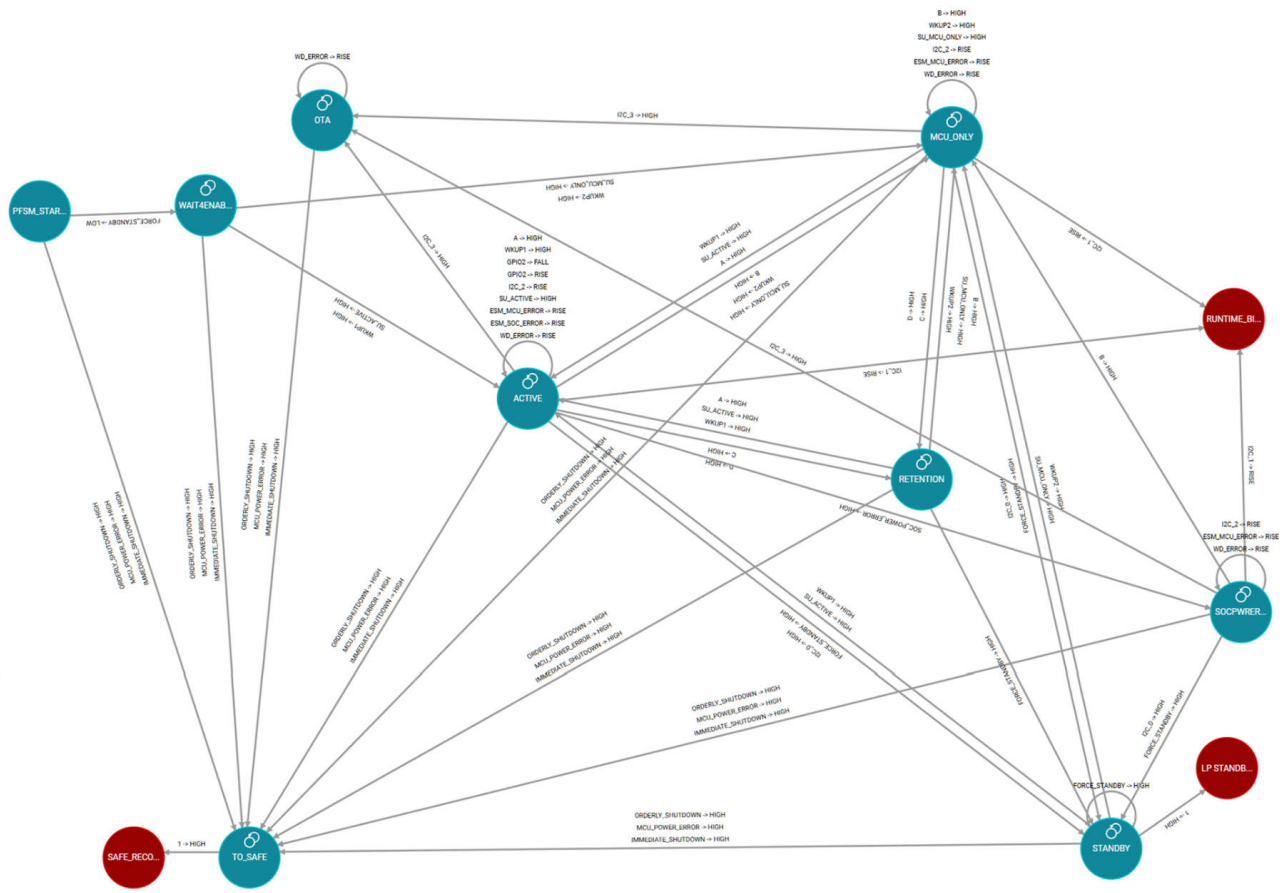 B -> HIGH
WKUP2 -> HIGH
SU_MCU_ONLY -> HIGH
I2C_2 -> RISE
ESM_MCU_ERROR -> RISE
WD_ERROR -> RISE
WD_ERROR -> RISE
OTA
I2C_3 -> HIGH
MCU_ONLY
PFSM_STAR...
FORCE_STANDBY -> LOW
WAIT4ENAB...
SU_MCU_ONLY -> HIGH
WKUP2 -> HIGH
I2C_3 -> HIGH
A -> HIGH
WKUP1 -> HIGH
GPIO2 -> FALL
GPIO2 -> RISE
I2C_2 -> RISE
SU_ACTIVE -> HIGH
ESM_MCU_ERROR -> RISE
ESM_SOC_ERROR -> RISE
WD_ERROR -> RISE
ACTIVE
WKUP1 -> HIGH
SU_ACTIVE -> HIGH
A -> HIGH
B -> HIGH
WKUP2 -> HIGH
SU_MCU_ONLY -> HIGH
C -> HIGH
D -> HIGH
B -> HIGH
SU_MCU_ONLY -> HIGH
WKUP2 -> HIGH
I2C_1 -> RISE
RUNTIME_BI...
SU_ACTIVE -> HIGH
WKUP1 -> HIGH
I2C_3 -> HIGH
I2C_1 -> RISE
B -> HIGH
A -> HIGH
SU_ACTIVE -> HIGH
WKUP1 -> HIGH
C -> HIGH
D -> HIGH
RETENTION
SOC_POWER_ERROR -> HIGH
WKUP2 -> HIGH
SU_MCU_ONLY -> HIGH
FORCE_STANDBY -> HIGH
I2C_0 -> HIGH
I2C_1 -> RISE
I2C_2 -> RISE
ESM_MCU_ERROR -> RISE
WD_ERROR -> RISE
SOCPWRER...
ORDERLY_SHUTDOWN -> HIGH
MCU_POWER_ERROR -> HIGH
IMMEDIATE_SHUTDOWN -> HIGH
ORDERLY_SHUTDOWN -> HIGH
MCU_POWER_ERROR -> HIGH
IMMEDIATE_SHUTDOWN -> HIGH
IMMEDIATE_SHUTDOWN -> HIGH
MCU_POWER_ERROR -> HIGH
ORDERLY_SHUTDOWN -> HIGH
ORDERLY_SHUTDOWN -> HIGH
MCU_POWER_ERROR -> HIGH
IMMEDIATE_SHUTDOWN -> HIGH
ORDERLY_SHUTDOWN -> HIGH
MCU_POWER_ERROR -> HIGH
IMMEDIATE_SHUTDOWN -> HIGH
ORDERLY_SHUTDOWN -> HIGH
MCU_POWER_ERROR -> HIGH
IMMEDIATE_SHUTDOWN -> HIGH
WKUP1 -> HIGH
SU_ACTIVE -> HIGH
FORCE_STANDBY -> HIGH
I2C_0 -> HIGH
FORCE_STANDBY -> HIGH
ORDERLY_SHUTDOWN -> HIGH
MCU_POWER_ERROR -> HIGH
IMMEDIATE_SHUTDOWN -> HIGH
I2C_0 -> HIGH
FORCE_STANDBY -> HIGH
LP STANDB...
FORCE_STANDBY -> HIGH
1 -> HIGH
STANDBY
ORDERLY_SHUTDOWN -> HIGH
MCU_POWER_ERROR -> HIGH
IMMEDIATE_SHUTDOWN -> HIGH
SAFE_RECO...
1 -> HIGH
TO_SAFE